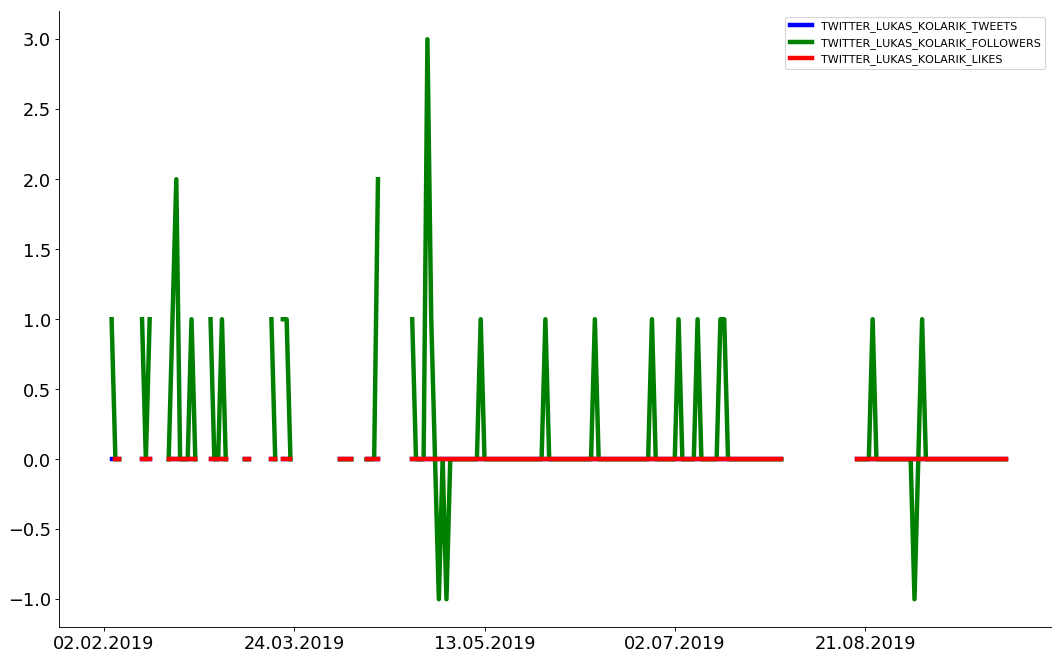 TWITTER_LUKAS_KOLARIK_TWEETS
TWITTER_LUKAS_KOLARIK_FOLLOWERS
TWITTER_LUKAS_KOLARIK_LIKES
3.0
2.5
2.0
1.5
1.0
0.5
0.0
−0.5
−1.0
02.02.2019 24.03.2019 13.05.2019 02.07.2019 21.08.2019